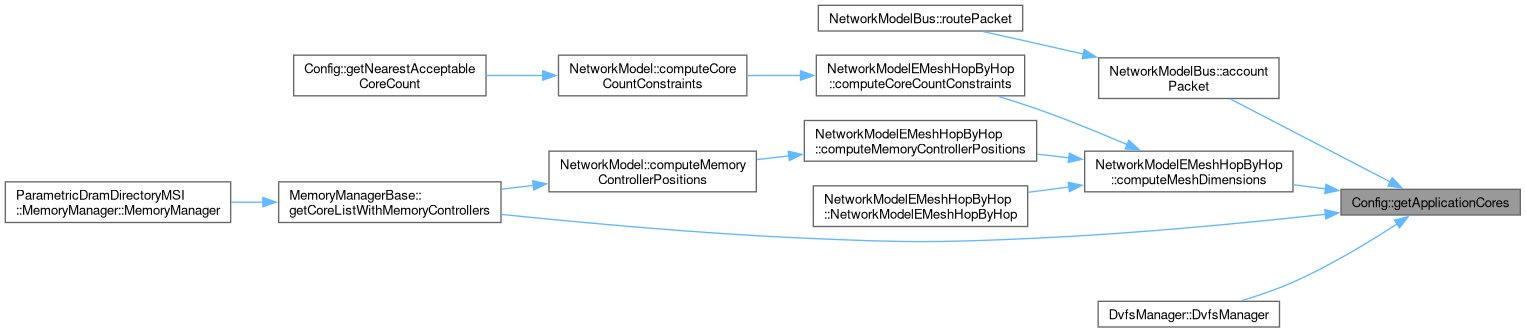 NetworkModelBus::routePacket
Config::getNearestAcceptable
CoreCount
NetworkModel::computeCore
CountConstraints
NetworkModelEMeshHopByHop
::computeCoreCountConstraints
NetworkModelBus::account
Packet
NetworkModelEMeshHopByHop
::computeMemoryControllerPositions
NetworkModel::computeMemory
ControllerPositions
NetworkModelEMeshHopByHop
::computeMeshDimensions
ParametricDramDirectoryMSI
::MemoryManager::MemoryManager
MemoryManagerBase::
getCoreListWithMemoryControllers
NetworkModelEMeshHopByHop
::NetworkModelEMeshHopByHop
Config::getApplicationCores
DvfsManager::DvfsManager